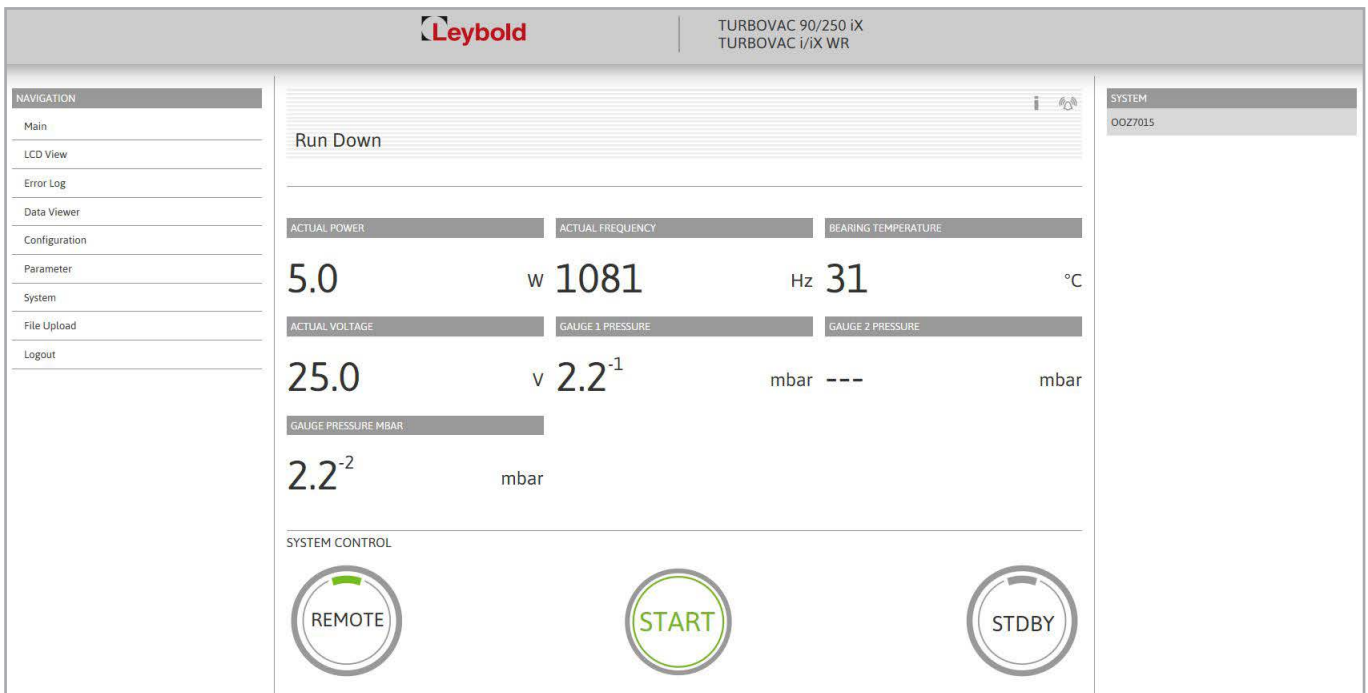 Leybold
TURBOVAC 90/250 iX
TURBOVAC i/iX WR
NAVIGATION
Main
LCD View
Error Log
Data Viewer
Configuration
Parameter
System
File Upload
Logout
i
Run Down
ACTUAL POWER
5.0 W
ACTUAL FREQUENCY
1081 Hz
BEARING TEMPERATURE
31 °C
ACTUAL VOLTAGE
25.0 V
GAUGE 1 PRESSURE
2.2⁻¹ mbar
GAUGE 2 PRESSURE
--- mbar
GAUGE PRESSURE MBAR
2.2⁻² mbar
SYSTEM CONTROL
REMOTE
START
STDBY
SYSTEM
OOZ7015